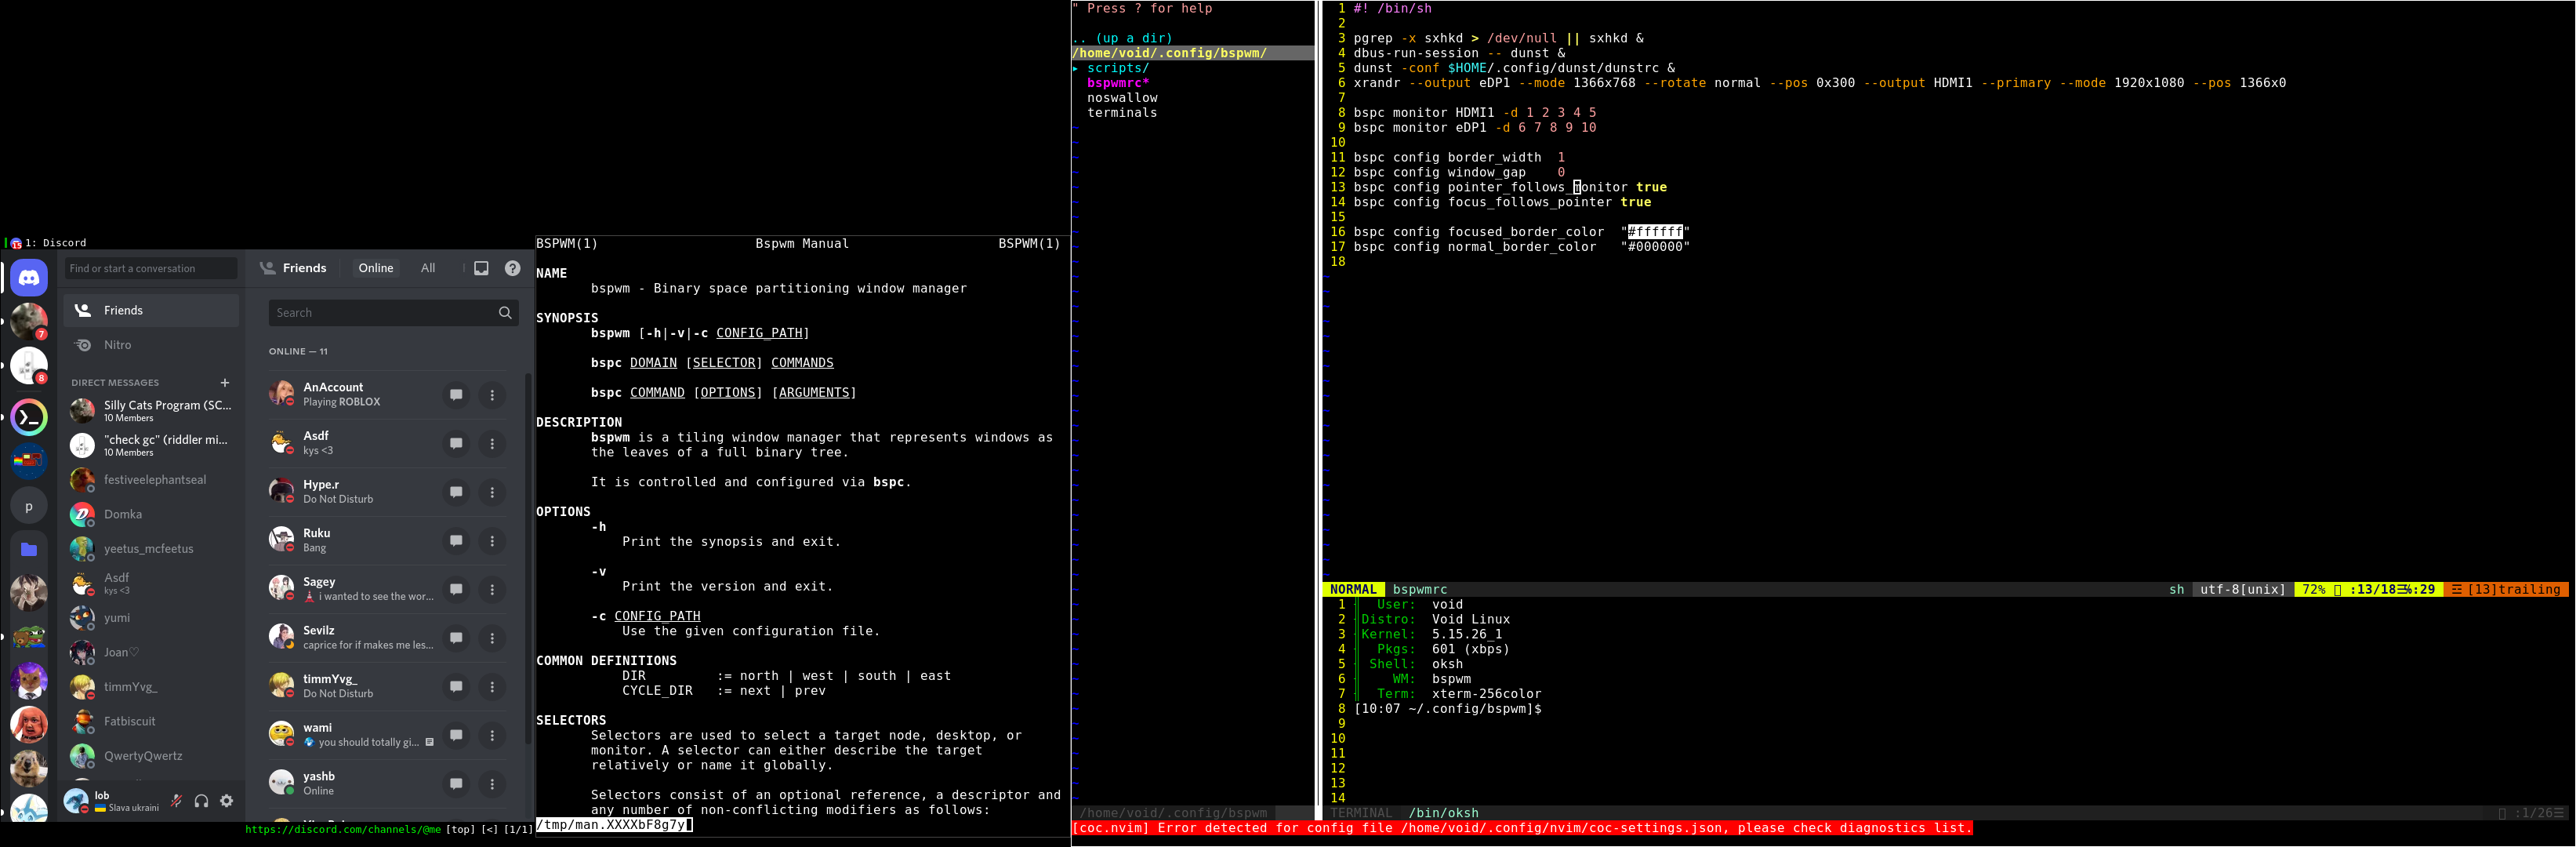 1: Discord
15
Find or start a conversation
Friends
Nitro
DIRECT MESSAGES
Silly Cats Program (SC...
10 Members
"check gc" (riddler mi...
10 Members
festiveelephantseal
Domka
yeetus_mcfeetus
Asdf
kys <3
yumi
Joan♡
timmYvg_
Fatbiscuit
QwertyQwertz
lob
Slava ukraini
7
8
p
Friends
Online
All
Search
ONLINE — 11
AnAccount
Playing ROBLOX
Asdf
kys <3
Hype.r
Do Not Disturb
Ruku
Bang
Sagey
i wanted to see the wor...
Sevilz
caprice for if makes me les...
timmYvg_
Do Not Disturb
wami
you should totally gi...
yashb
Online
https://discord.com/channels/@me [top] [<] [1/1]
BSPWM(1) Bspwm Manual BSPWM(1)
NAME
bspwm - Binary space partitioning window manager
SYNOPSIS
bspwm [-h|-v|-c CONFIG_PATH]
bspc DOMAIN [SELECTOR] COMMANDS
bspc COMMAND [OPTIONS] [ARGUMENTS]
DESCRIPTION
bspwm is a tiling window manager that represents windows as
the leaves of a full binary tree.
It is controlled and configured via bspc.
OPTIONS
-h
Print the synopsis and exit.
-v
Print the version and exit.
-c CONFIG_PATH
Use the given configuration file.
COMMON DEFINITIONS
DIR := north | west | south | east
CYCLE_DIR := next | prev
SELECTORS
Selectors are used to select a target node, desktop, or
monitor. A selector can either describe the target
relatively or name it globally.
Selectors consist of an optional reference, a descriptor and
any number of non-conflicting modifiers as follows:
/tmp/man.XXXXbF8g7y
" Press ? for help
.. (up a dir)
/home/void/.config/bspwm/
▸ scripts/
bspwmrc*
noswallow
terminals
/home/void/.config/bspwm
1 #! /bin/sh
2
3 pgrep -x sxhkd > /dev/null || sxhkd &
4 dbus-run-session -- dunst &
5 dunst -conf $HOME/.config/dunst/dunstrc &
6 xrandr --output eDP1 --mode 1366x768 --rotate normal --pos 0x300 --output HDMI1 --primary --mode 1920x1080 --pos 1366x0
7
8 bspc monitor HDMI1 -d 1 2 3 4 5
9 bspc monitor eDP1 -d 6 7 8 9 10
10
11 bspc config border_width 1
12 bspc config window_gap 0
13 bspc config pointer_follows_monitor true
14 bspc config focus_follows_pointer true
15
16 bspc config focused_border_color "#ffffff"
17 bspc config normal_border_color "#000000"
18
NORMAL bspwmrc sh utf-8[unix] 72% :13/18☰%:29 ☲ [13]trailing
1 User: void
2 Distro: Void Linux
3 Kernel: 5.15.26_1
4 Pkgs: 601 (xbps)
5 Shell: oksh
6 WM: bspwm
7 Term: xterm-256color
8 [10:07 ~/.config/bspwm]$
9
10
11
12
13
14
TERMINAL /bin/oksh :1/26☰
[coc.nvim] Error detected for config file /home/void/.config/nvim/coc-settings.json, please check diagnostics list.